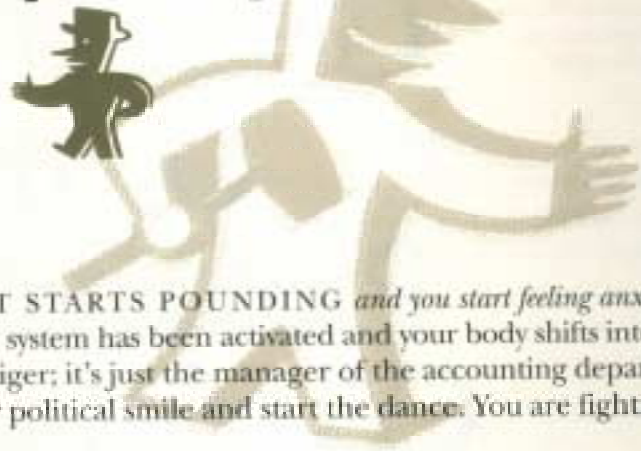 T STARTS POUNDING and you start feeling anx
system has been activated and your body shifts int
iger; it's just the manager of the accounting depar
political smile and start the dance. You are fight